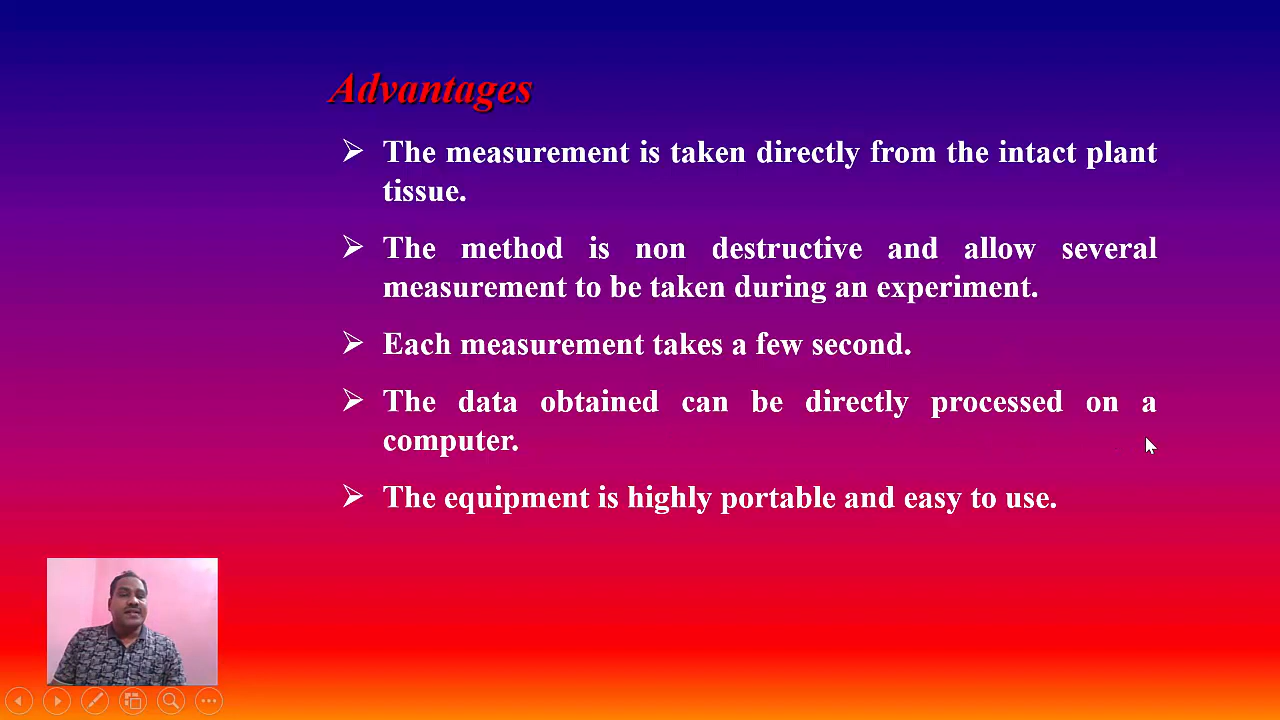 Advantages
The measurement is taken directly from the intact plant
tissue.
The method is non destructive and allow several
measurement to be taken during an experiment.
Each measurement takes a few second.
The data obtained can be directly processed on a
computer.
The equipment is highly portable and easy to use.